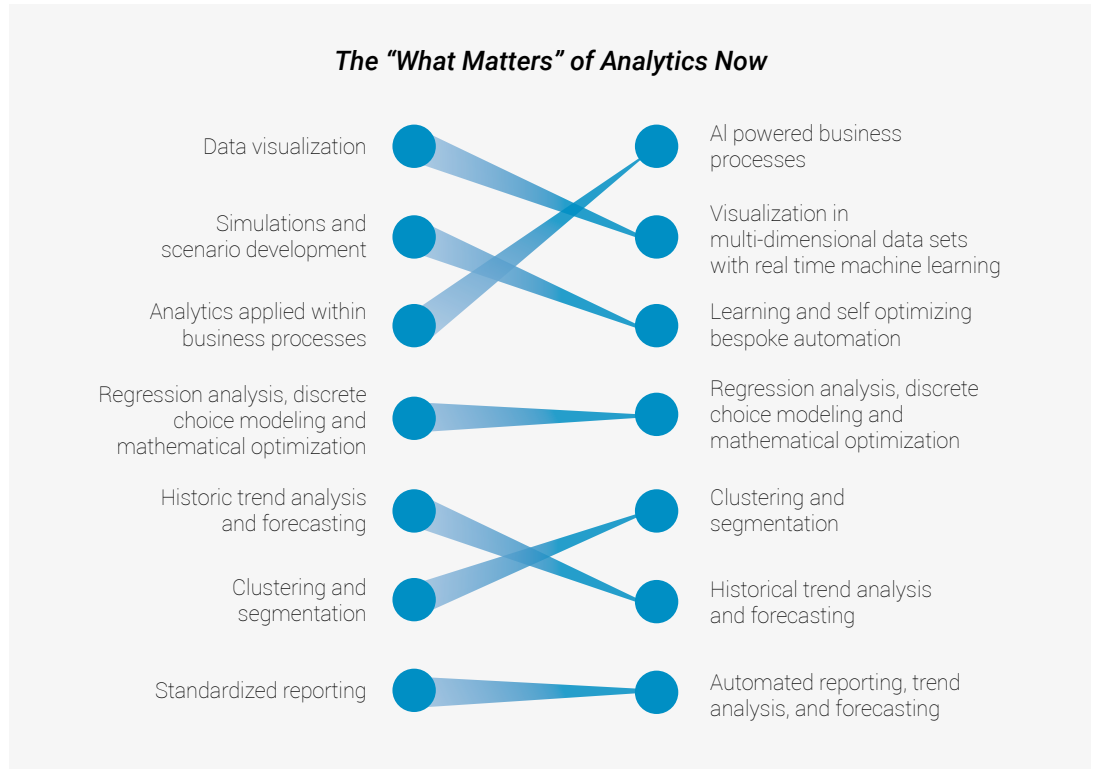 The “What Matters” of Analytics Now
Data visualization
Simulations and
scenario development
Analytics applied within
business processes
Regression analysis, discrete
choice modeling and
mathematical optimization
Historic trend analysis
and forecasting
Clustering and
segmentation
Standardized reporting
AI powered business
processes
Visualization in
multi-dimensional data sets
with real time machine learning
Learning and self optimizing
bespoke automation
Regression analysis, discrete
choice modeling and
mathematical optimization
Clustering and
segmentation
Historical trend analysis
and forecasting
Automated reporting, trend
analysis, and forecasting